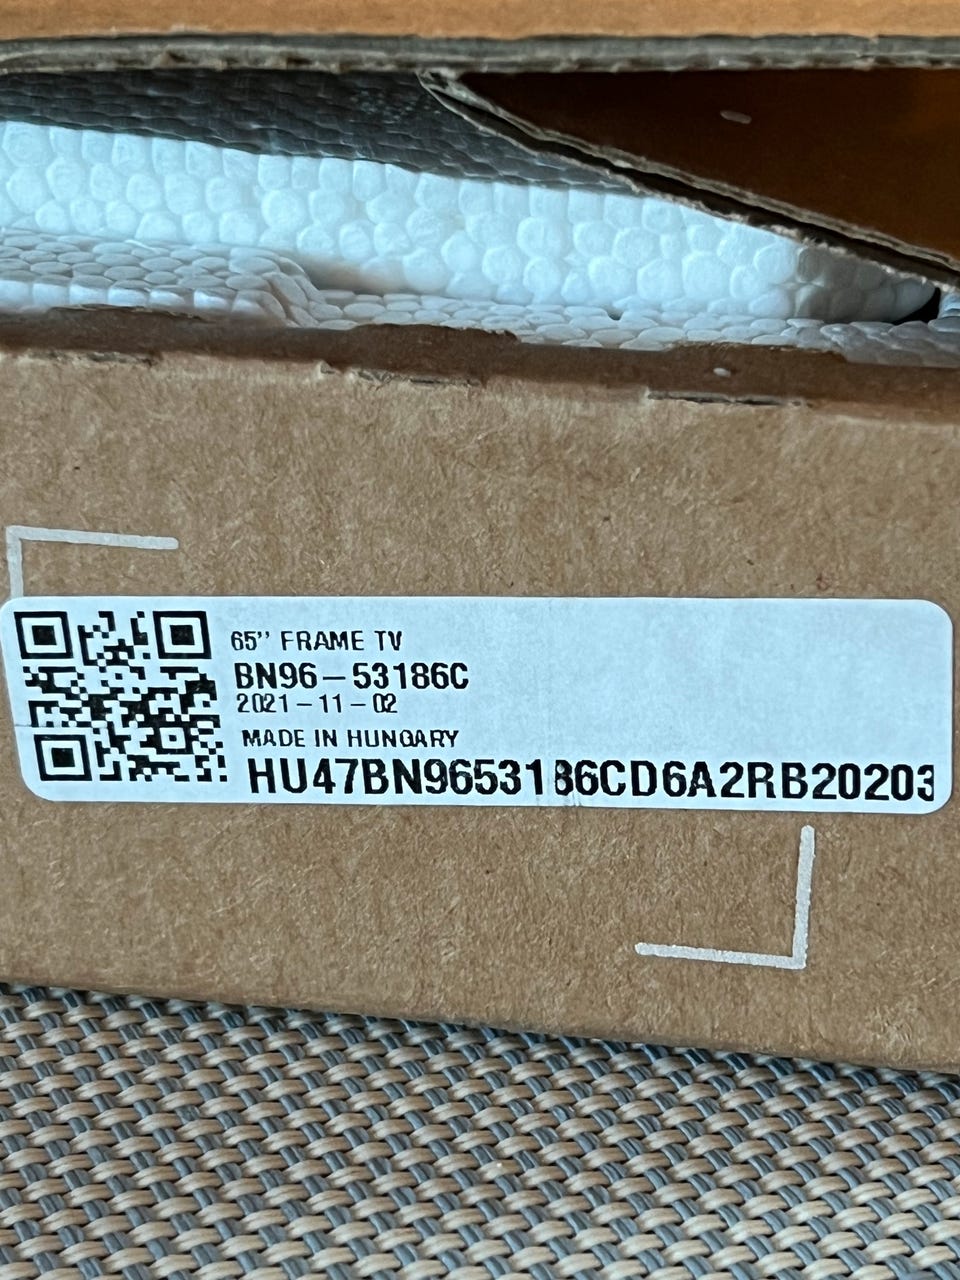 65'' FRAME TV
BN96-53186C
2021-11-02
MADE IN HUNGARY
HU47BN9653186CD6A2RB20203